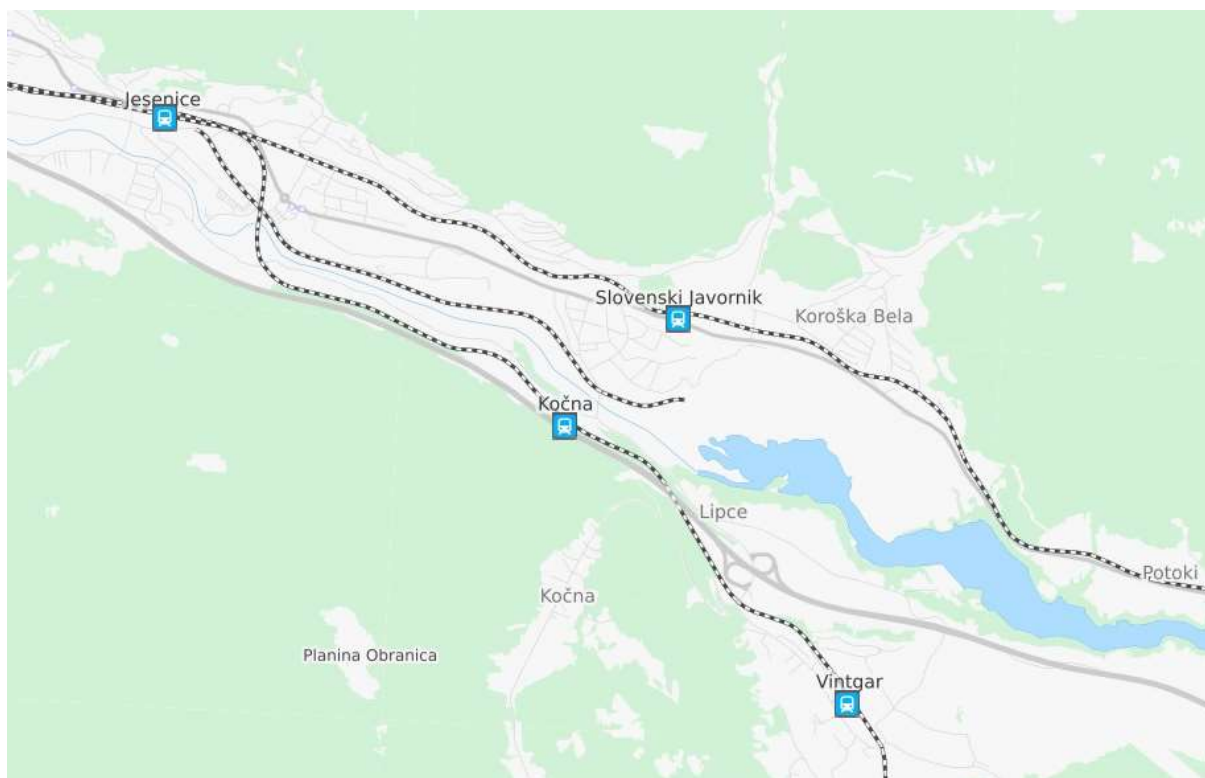 Jesenice
Slovenski Javornik
Koroška Bela
Kočna
Lipce
Potoki
Kočna
Planina Obranica
Vintgar